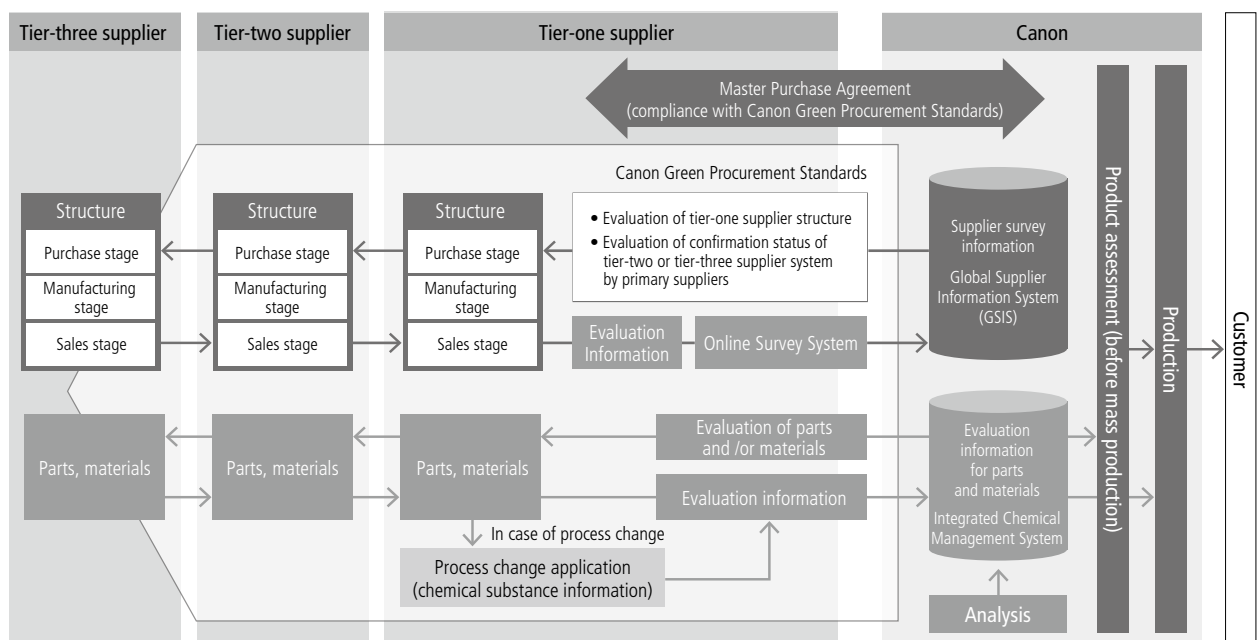 Tier-three supplier
Tier-two supplier
Tier-one supplier
Canon
Master Purchase Agreement
(compliance with Canon Green Procurement Standards)
Canon Green Procurement Standards
Structure
Purchase stage
Manufacturing
stage
Sales stage
Structure
Purchase stage
Manufacturing
stage
Sales stage
Structure
Purchase stage
Manufacturing
stage
Sales stage
• Evaluation of tier-one supplier structure
• Evaluation of confirmation status of
tier-two or tier-three supplier system
by primary suppliers
Evaluation
Information
Online Survey System
Supplier survey
information
Global Supplier
Information System
(GSIS)
Parts, materials
Parts, materials
Parts, materials
Evaluation of parts
and /or materials
Evaluation information
In case of process change
Process change application
(chemical substance information)
Evaluation
information
for parts
and materials
Integrated Chemical
Management System
Analysis
Product assessment (before mass production)
Production
Customer